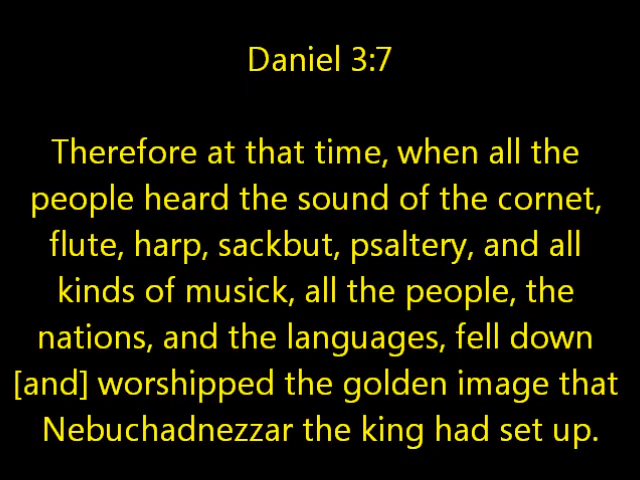 Daniel 3:7
Therefore at that time, when all the
people heard the sound of the cornet,
flute, harp, sackbut, psaltery, and all
kinds of musick, all the people, the
nations, and the languages, fell down
[and] worshipped the golden image that
Nebuchadnezzar the king had set up.